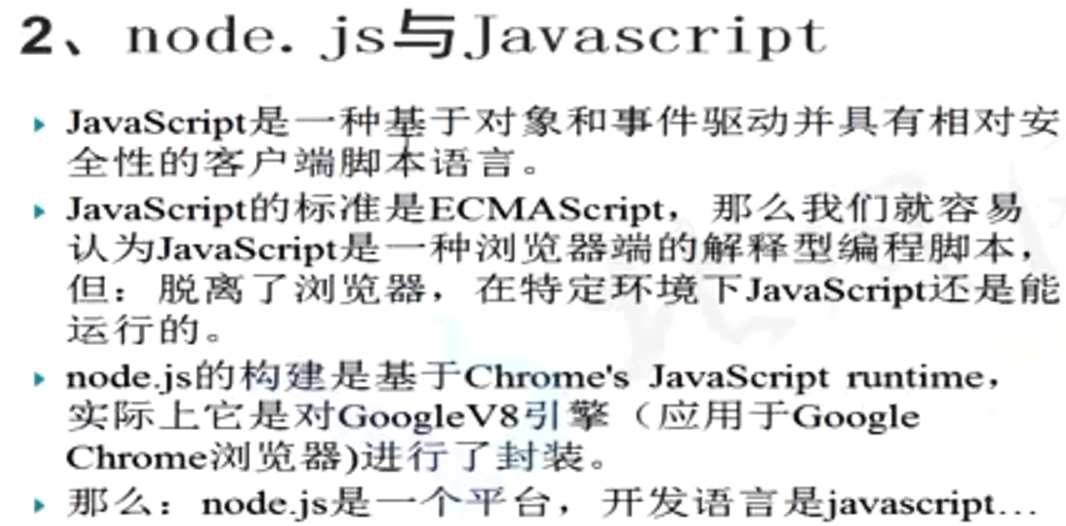 2、node.js与Javascript
JavaScript是一种基于对象和事件驱动并具有相对安
全性的客户端脚本语言。
JavaScript的标准是ECMAScript，那么我们就容易
认为JavaScript是一种浏览器端的解释型编程脚本，
但：脱离了浏览器，在特定环境下JavaScript还是能
运行的。
node.js的构建是基于Chrome's JavaScript runtime，
实际上它是对GoogleV8引擎（应用于Google
Chrome浏览器)进行了封装。
那么：node.js是一个平台，开发语言是javascript...